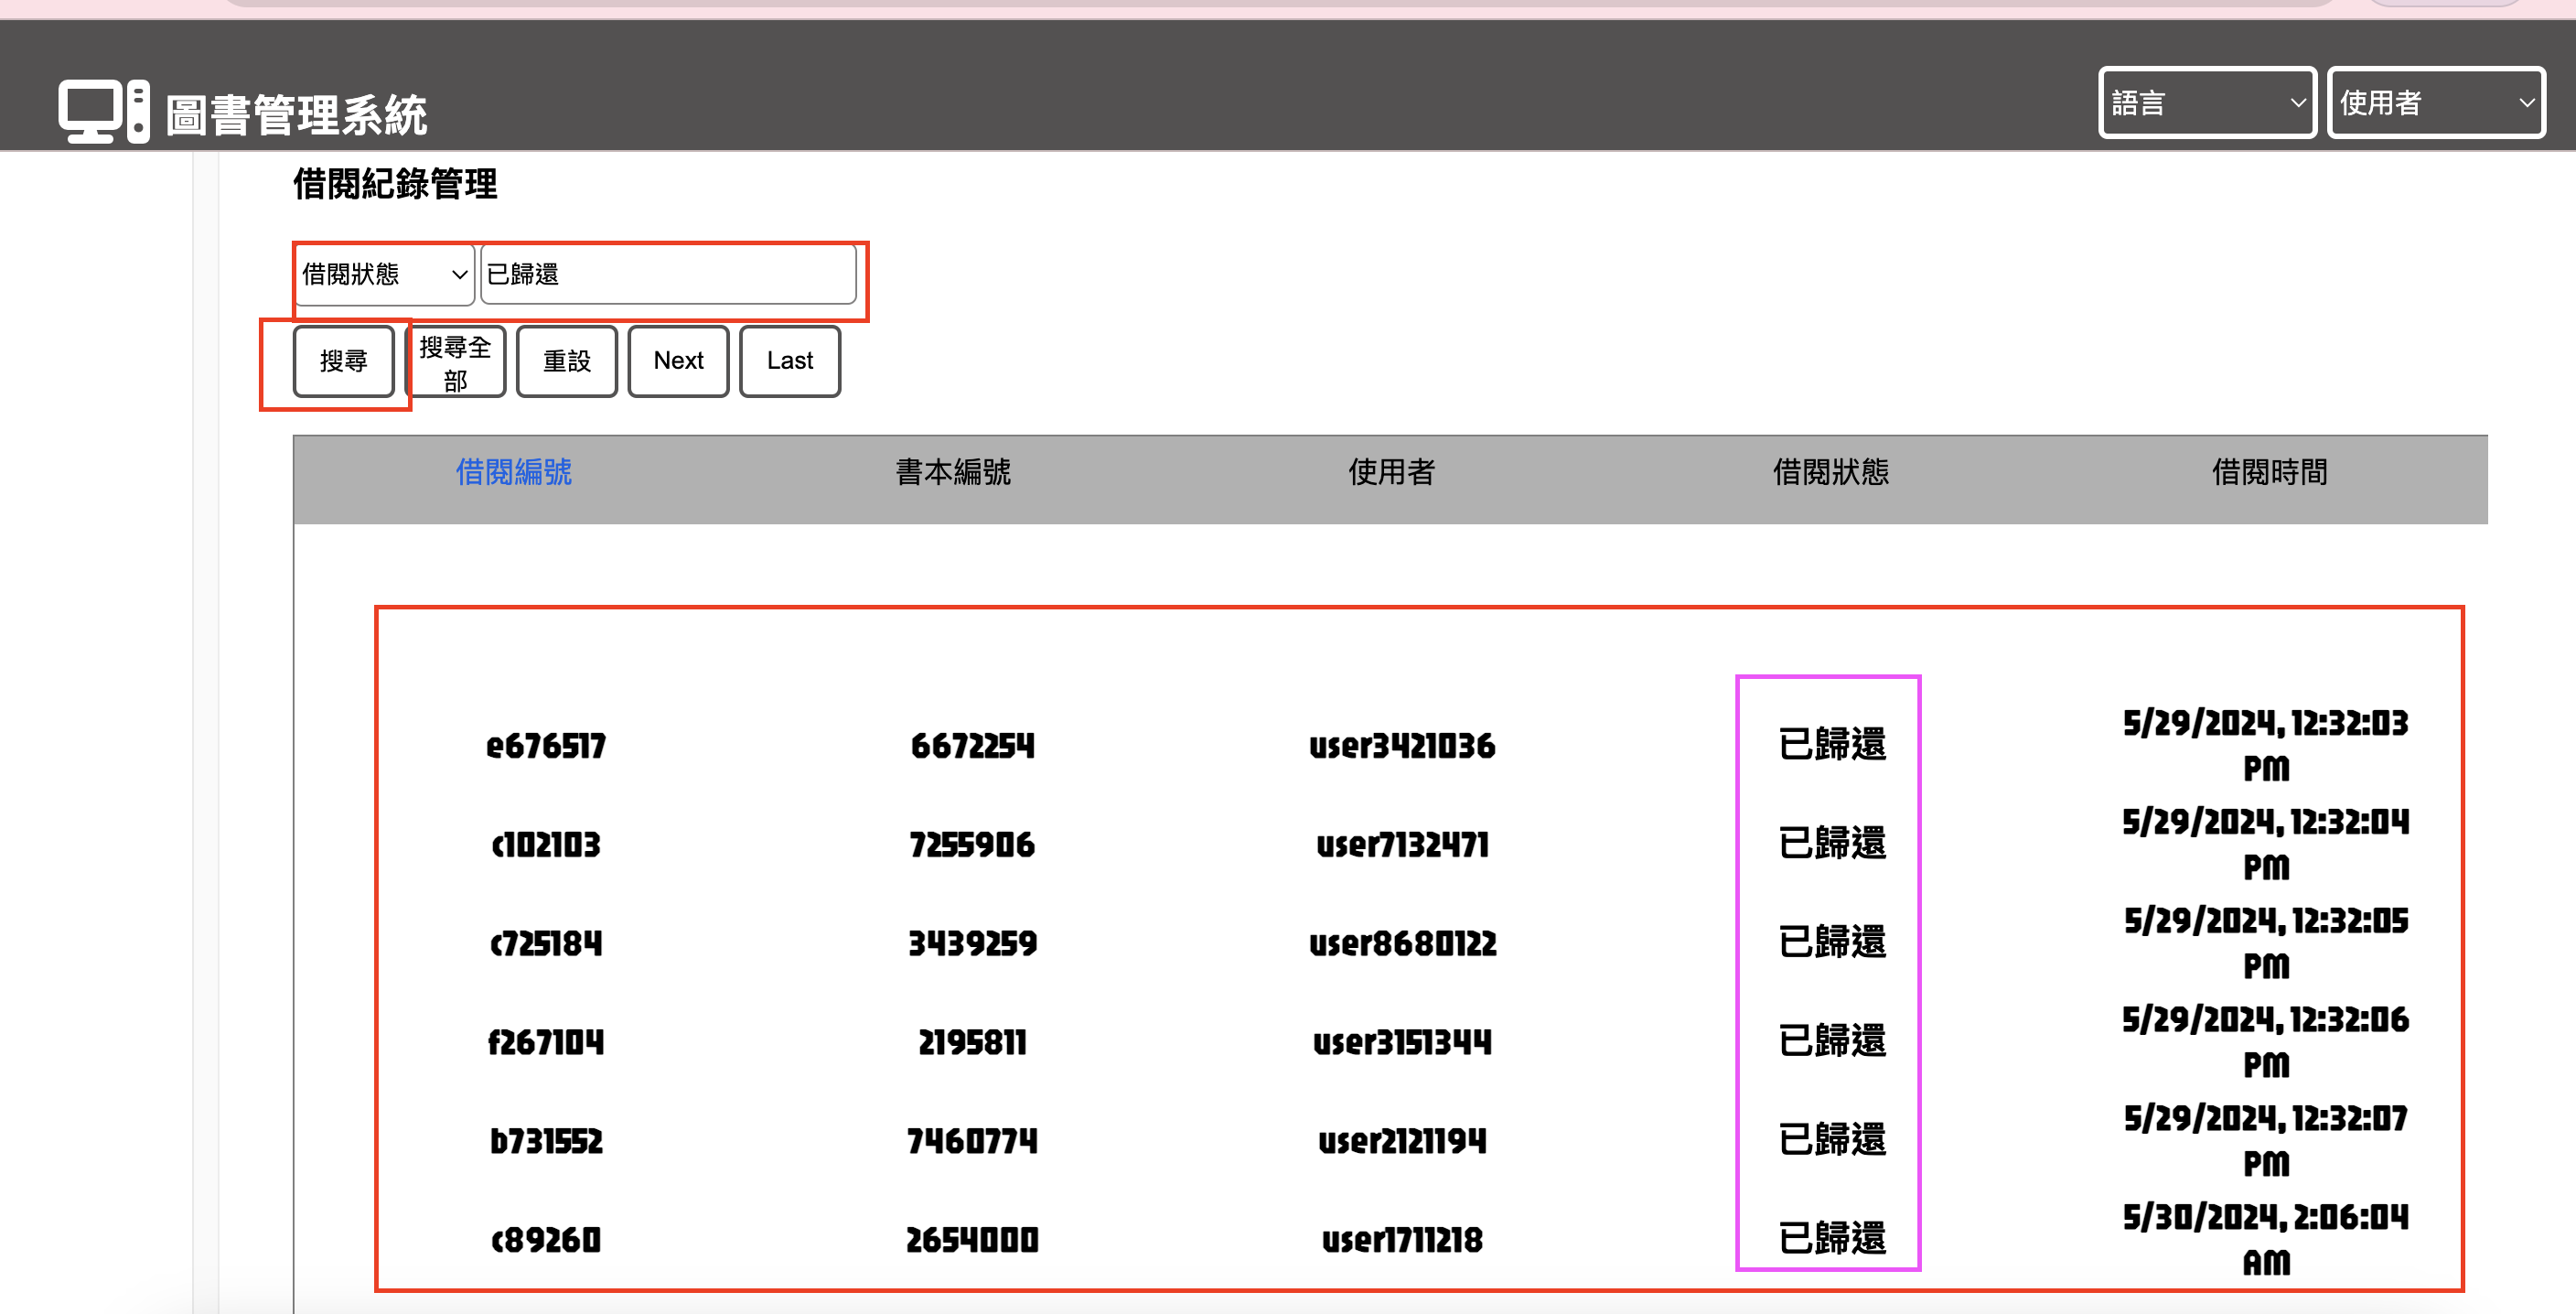 圖書管理系統
語言
使用者
借閱紀錄管理
借閱狀態
已歸還
搜尋
搜尋全
部
重設
Next
Last
借閱編號 書本編號 使用者 借閱狀態 借閱時間
e676517 6672254 user3421036 已歸還 5/29/2024, 12:32:03
PM
c102103 7255906 user7132471 已歸還 5/29/2024, 12:32:04
PM
c725184 3439259 user8680122 已歸還 5/29/2024, 12:32:05
PM
f267104 2195811 user3151344 已歸還 5/29/2024, 12:32:06
PM
b731552 7460774 user2121194 已歸還 5/29/2024, 12:32:07
PM
c89260 2654000 user1711218 已歸還 5/30/2024, 2:06:04
AM